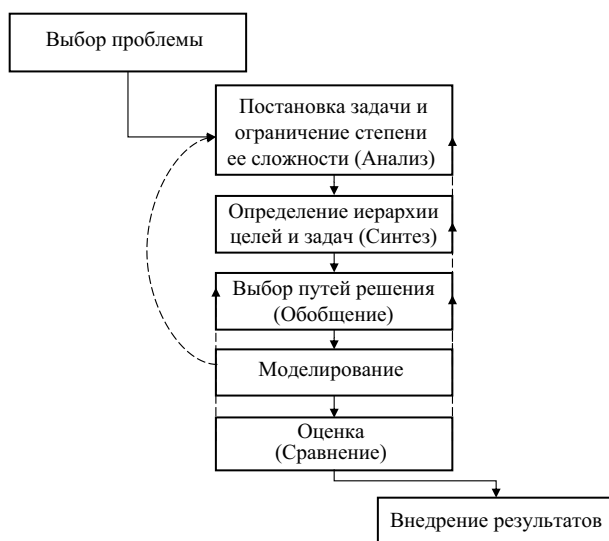 Выбор проблемы
Постановка задачи и
ограничение степени
ее сложности (Анализ)
Определение иерархии
целей и задач (Синтез)
Выбор путей решения
(Обобщение)
Моделирование
Оценка
(Сравнение)
Внедрение результатов